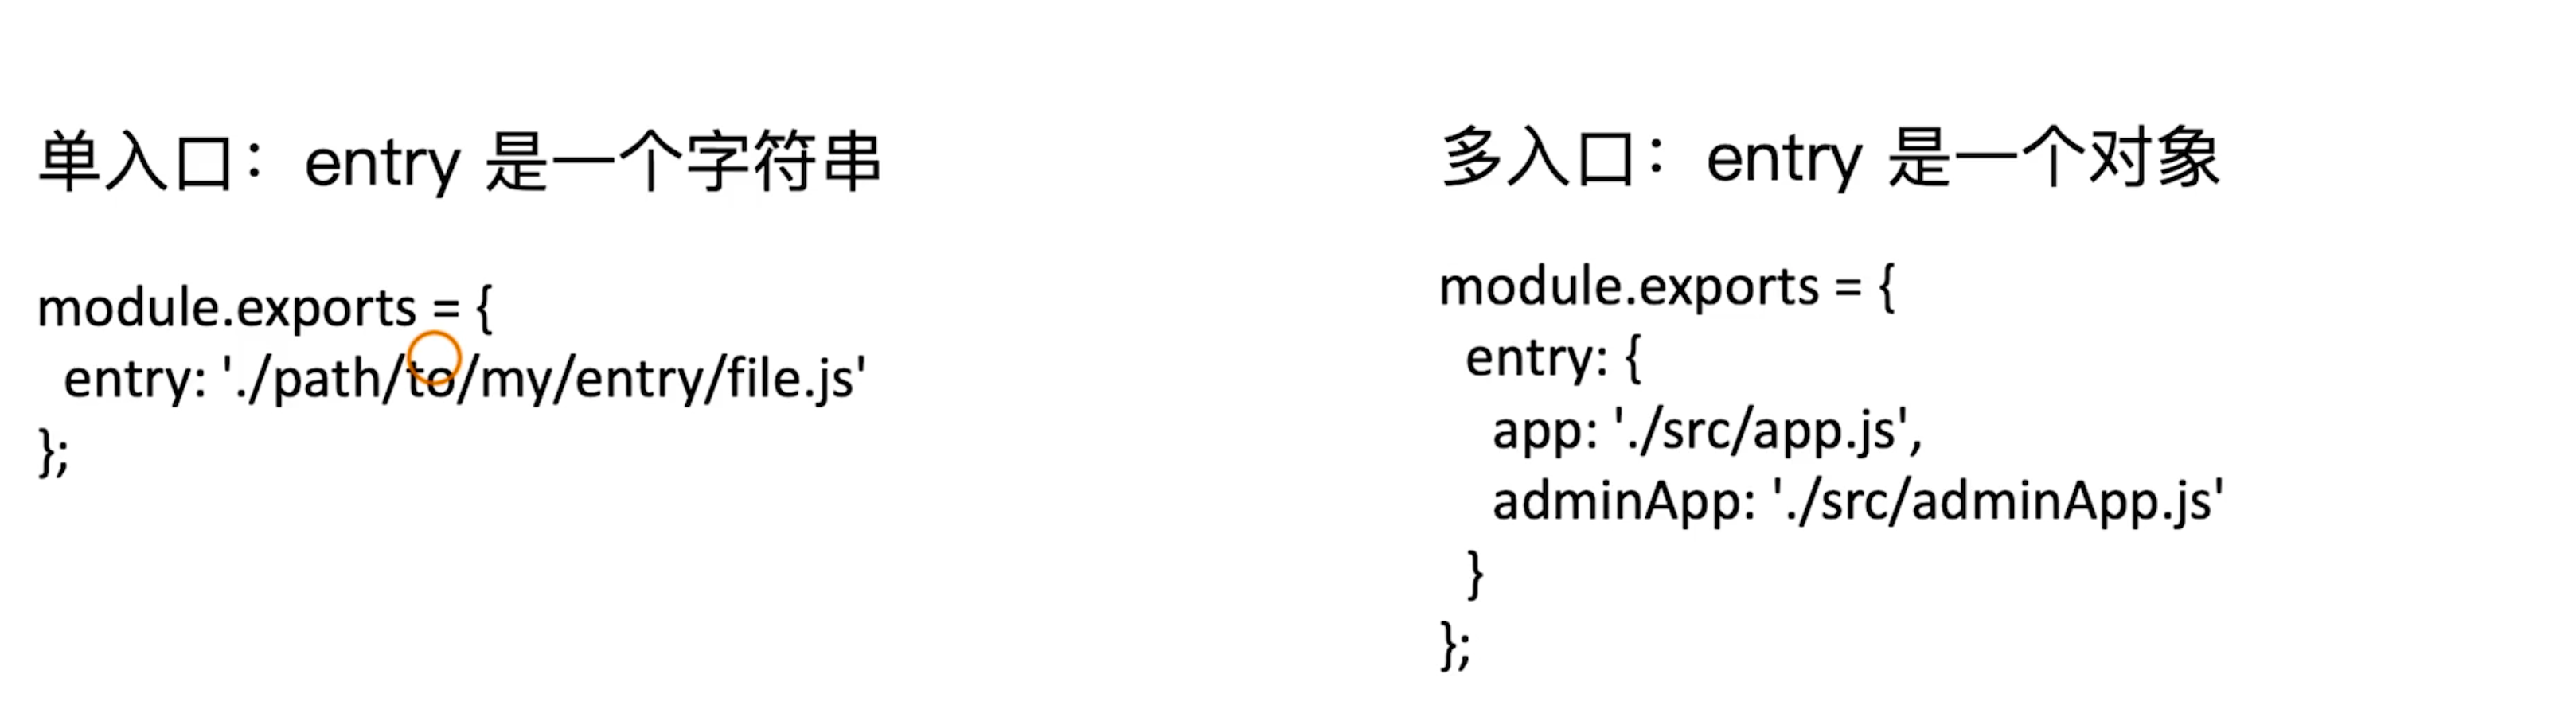 单入口：entry 是一个字符串
module.exports = {
  entry: './path/to/my/entry/file.js'
};
多入口：entry 是一个对象
module.exports = {
  entry: {
    app: './src/app.js',
    adminApp: './src/adminApp.js'
  }
};